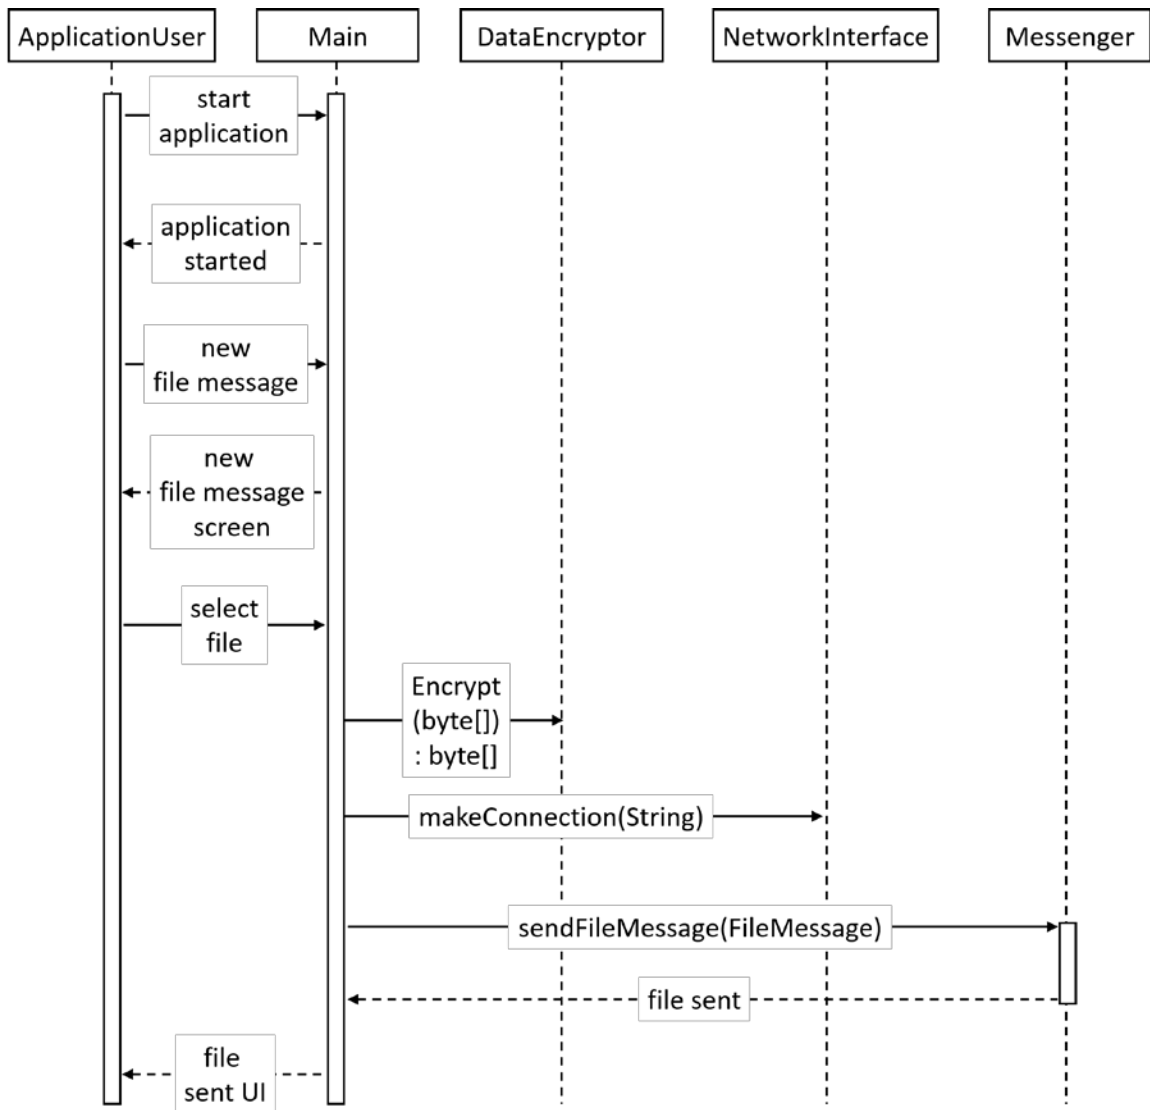 ApplicationUser
Main
DataEncryptor
NetworkInterface
Messenger
start
application
application
started
new
file message
new
file message
screen
select
file
Encrypt
(byte[])
: byte[]
makeConnection(String)
sendFileMessage(FileMessage)
file sent
file
sent UI